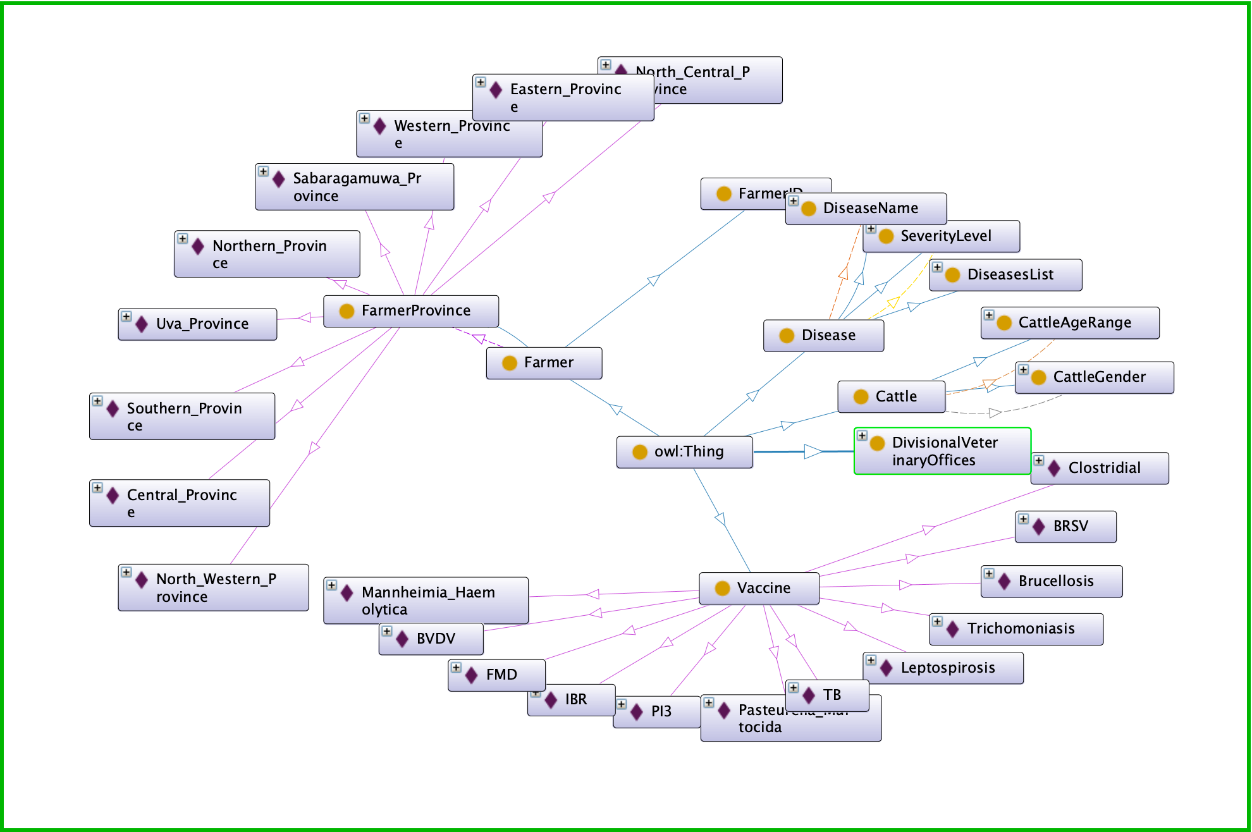 North_Central_P
vince
Eastern_Provinc
e
Western_Provinc
e
Sabaragamuwa_Pr
ovince
Northern_Provin
ce
FarmerProvince
Uva_Province
Farmer
Southern_Provin
ce
Central_Provinc
e
North_Western_P
rovince
FarmerID
DiseaseName
SeverityLevel
DiseasesList
Disease
CattleAgeRange
CattleGender
Cattle
owl:Thing
DivisionalVeter
inaryOffices
Clostridial
BRSV
Brucellosis
Vaccine
Trichomoniasis
Leptospirosis
Mannheimia_Haem
olytica
BVDV
FMD
IBR
PI3
TB
tocida